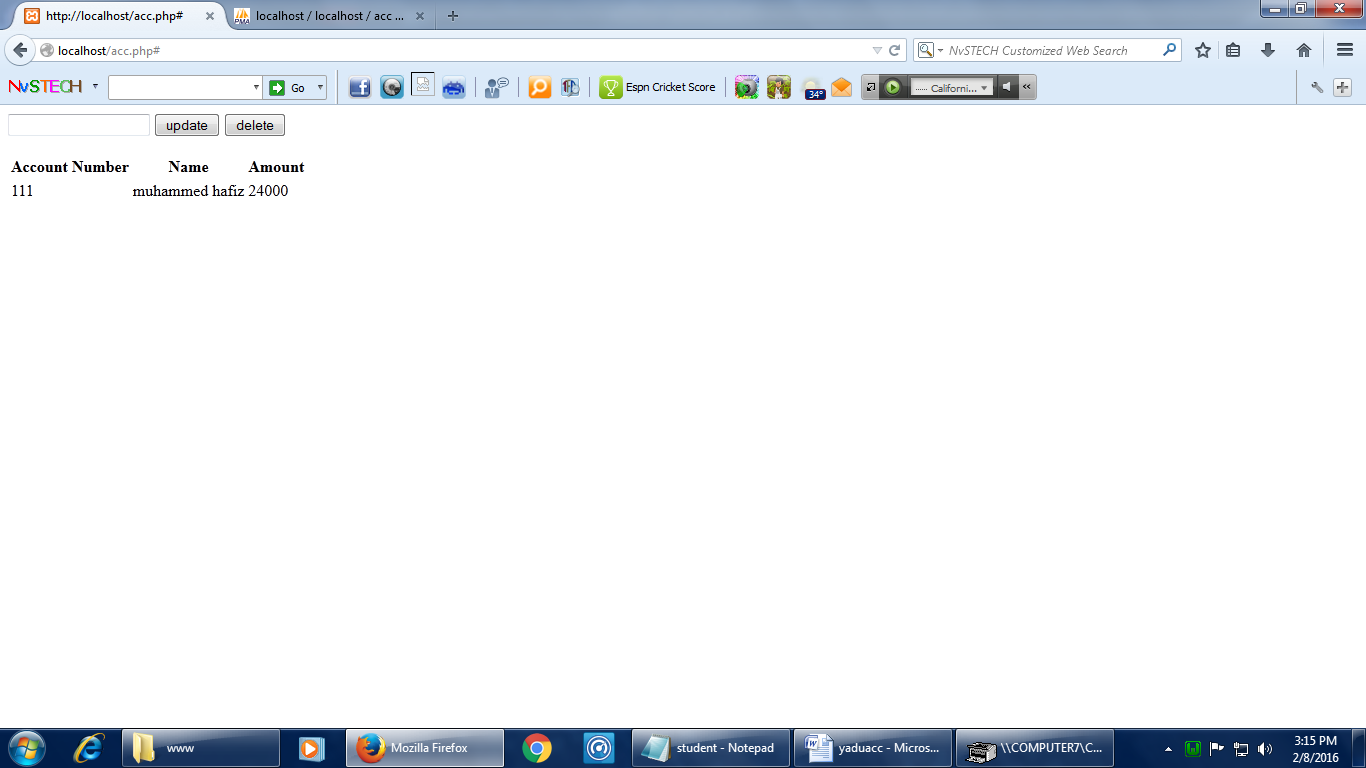 http://localhost/acc.php#
localhost / localhost / acc ...
localhost/acc.php#
NvSTECH Customized Web Search
NvSTECH
Go
Espn Cricket Score
34°
Californi...
update
delete
Account Number Name Amount
111 muhammed hafiz 24000
www
Mozilla Firefox
student - Notepad
yaduacc - Micros...
\\COMPUTER7\C...
3:15 PM
2/8/2016